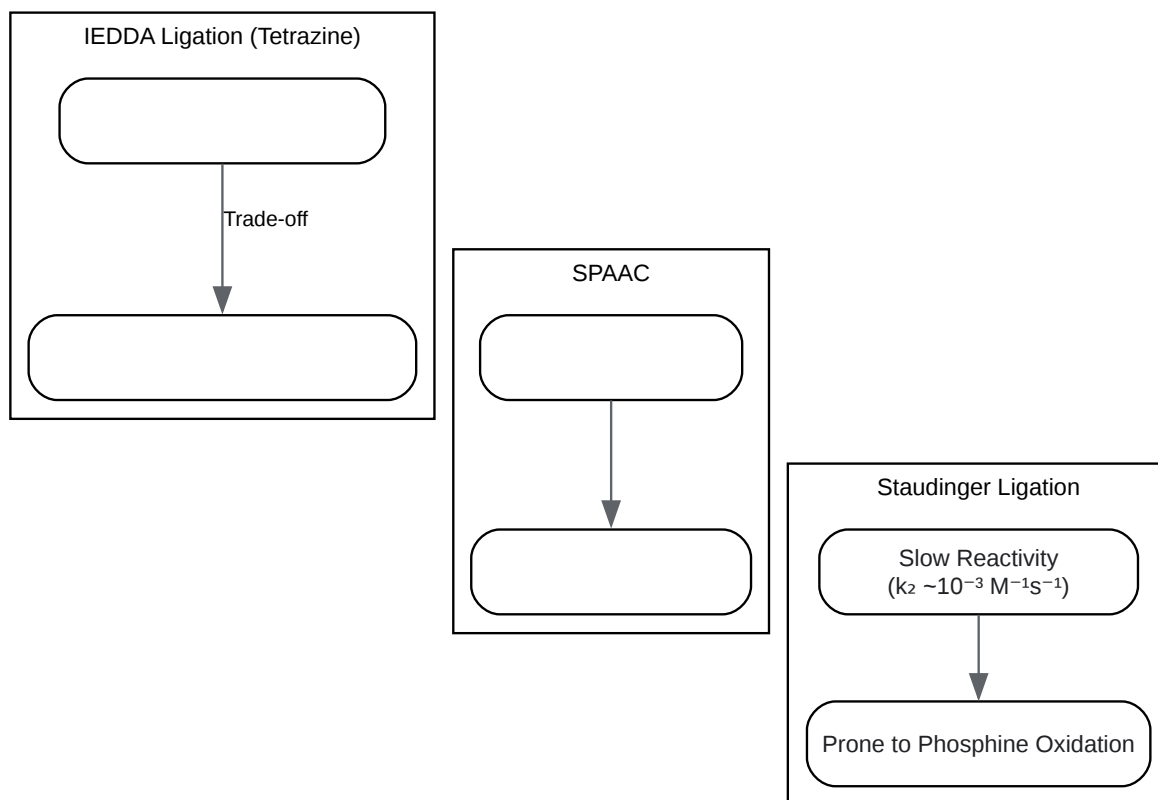 IEDDA Ligation (Tetrazine)
Trade-off
SPAAC
Staudinger Ligation
Slow Reactivity
(k₂ ~10⁻³ M⁻¹s⁻¹)
Prone to Phosphine Oxidation